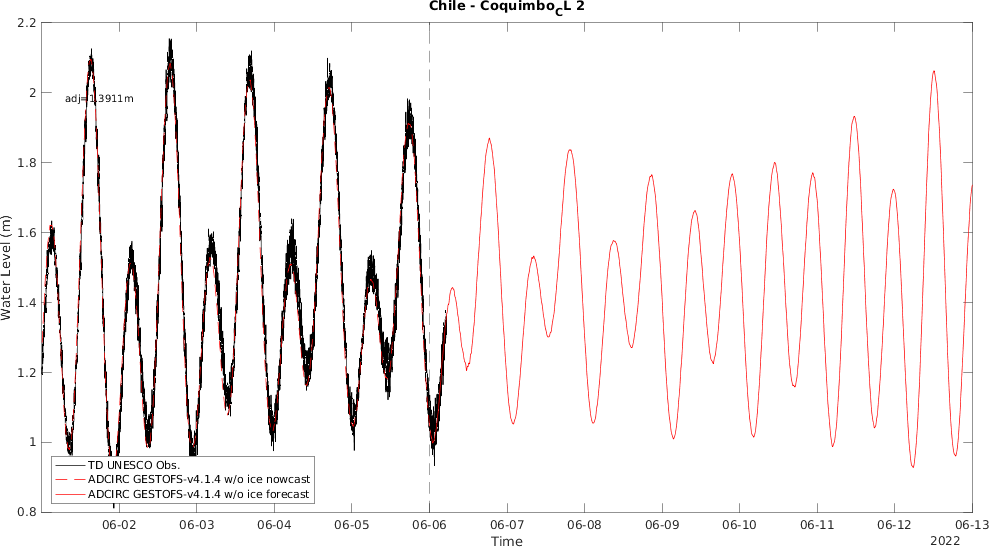 Chile - Coquimbo_CL 2
2.2
2
1.8
1.6
1.4
1.2
1
0.8
Water Level (m)
adj=1.3911m
TD UNESCO Obs.
ADCIRC GESTOFS-v4.1.4 w/o ice nowcast
ADCIRC GESTOFS-v4.1.4 w/o ice forecast
06-02 06-03 06-04 06-05 06-06 06-07 06-08 06-09 06-10 06-11 06-12 06-13
Time
2022